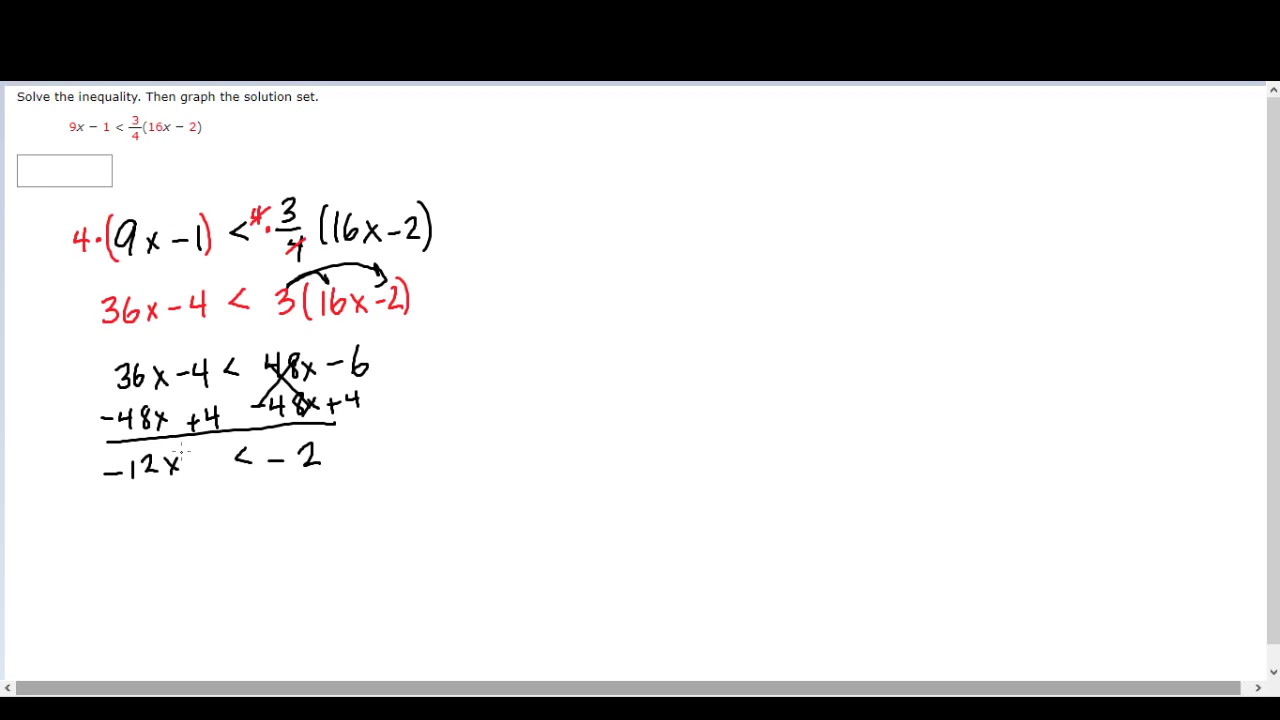 Solve the inequality. Then graph the solution set.
9x − 1 < 3/4(16x − 2)
4·(9x − 1) < 4· 3/4 (16x − 2)
36x − 4 < 3(16x − 2)
36x − 4 < 48x − 6
−48x +4 −48x + 4
−12x < − 2